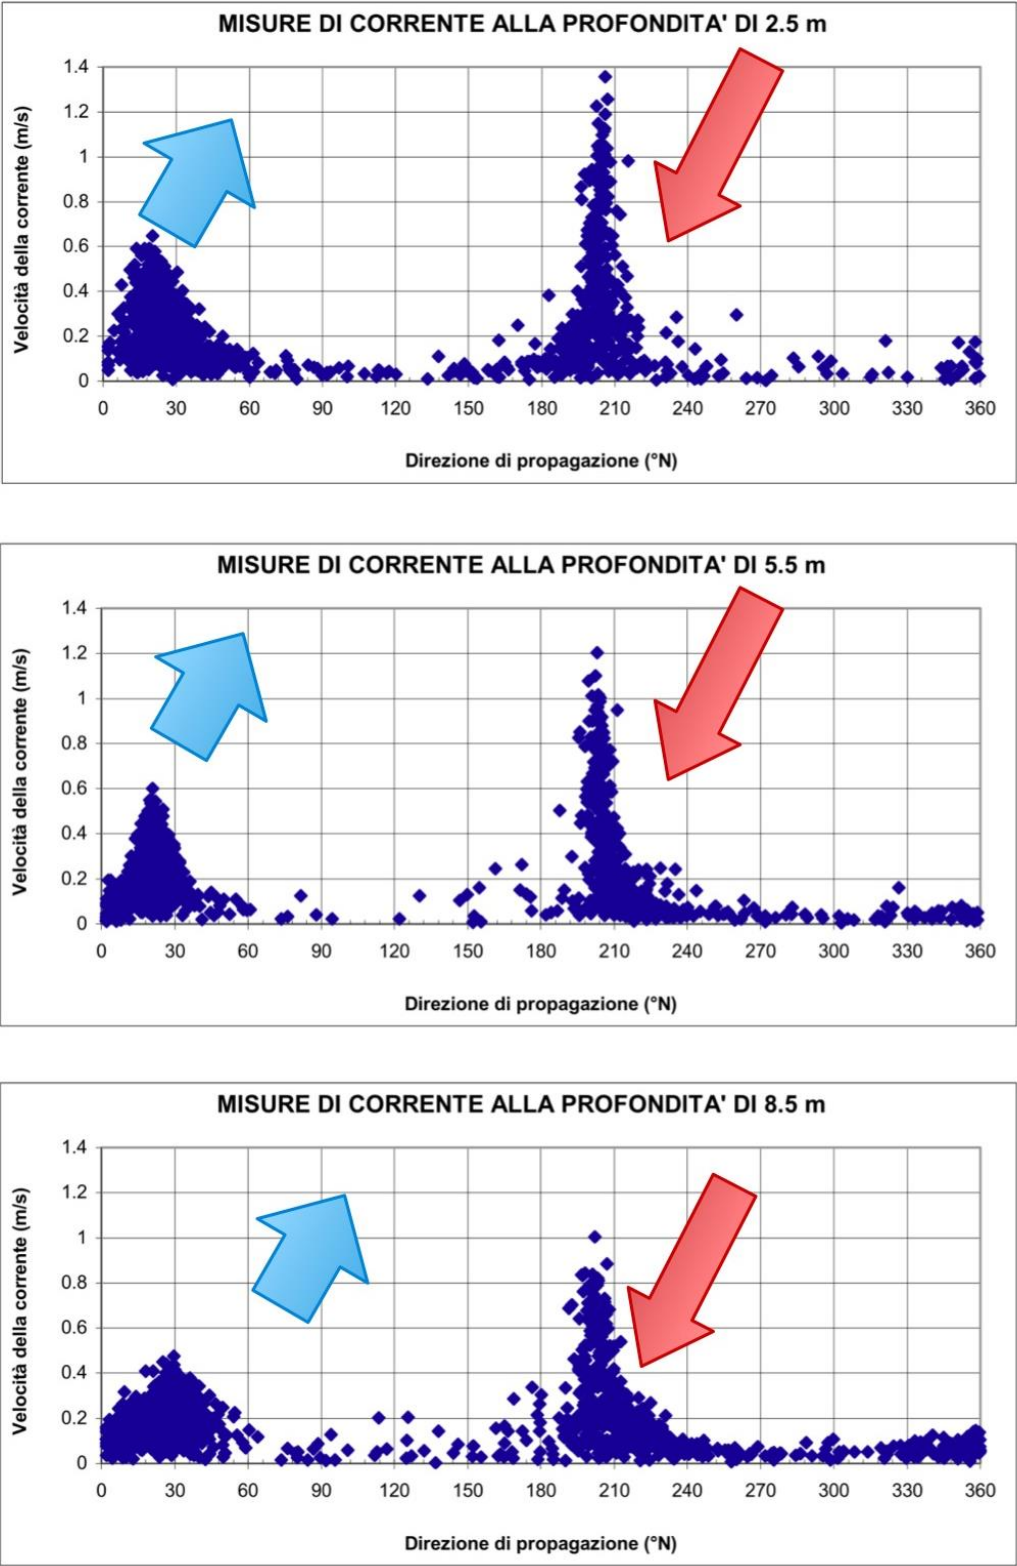 MISURE DI CORRENTE ALLA PROFONDITA' DI 2.5 m
Velocità della corrente (m/s)
1.4
1.2
1
0.8
0.6
0.4
0.2
0
0 30 60 90 120 150 180 210 240 270 300 330 360
Direzione di propagazione (°N)
MISURE DI CORRENTE ALLA PROFONDITA' DI 5.5 m
Velocità della corrente (m/s)
1.4
1.2
1
0.8
0.6
0.4
0.2
0
0 30 60 90 120 150 180 210 240 270 300 330 360
Direzione di propagazione (°N)
MISURE DI CORRENTE ALLA PROFONDITA' DI 8.5 m
Velocità della corrente (m/s)
1.4
1.2
1
0.8
0.6
0.4
0.2
0
0 30 60 90 120 150 180 210 240 270 300 330 360
Direzione di propagazione (°N)